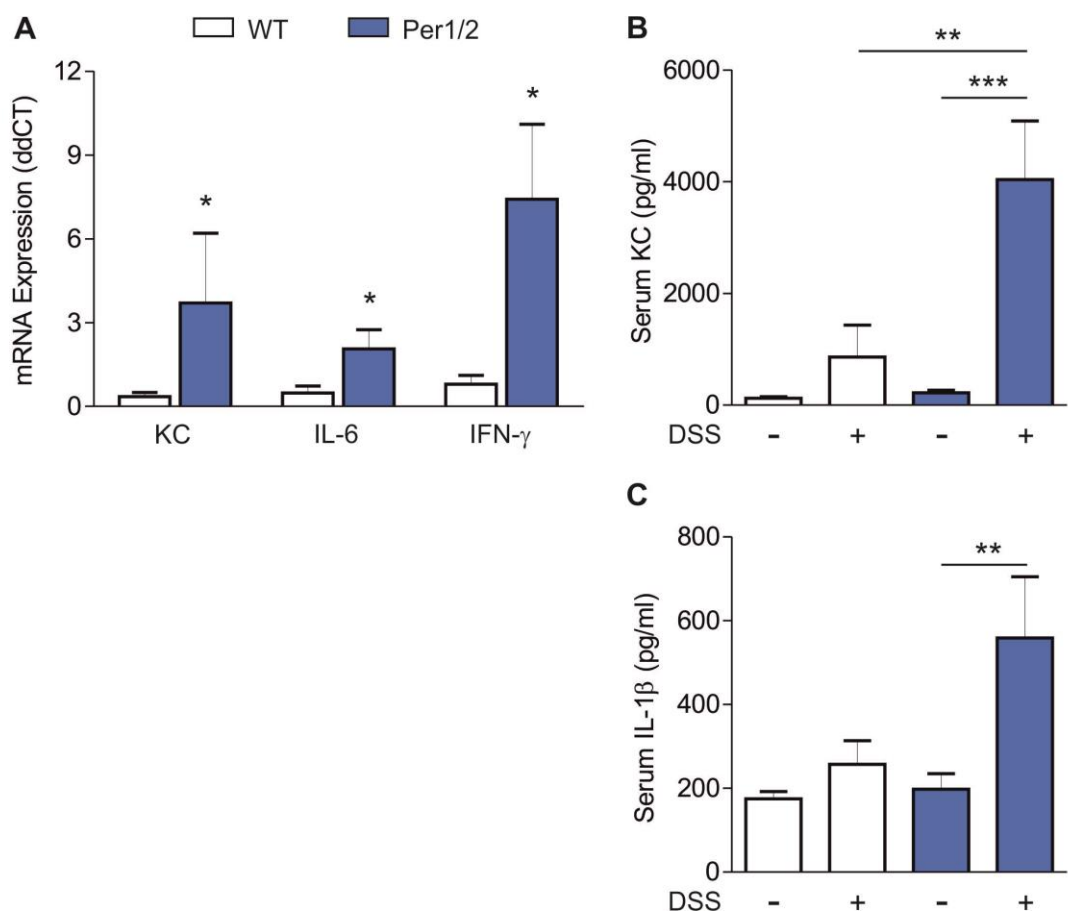 A
WT
Per1/2
mRNA Expression (ddCT)
12
9
6
3
0
*
*
*
KC
IL-6
IFN-γ
B
**
***
Serum KC (pg/ml)
6000
4000
2000
0
DSS - + - +
C
**
Serum IL-1β (pg/ml)
800
600
400
200
0
DSS - + - +